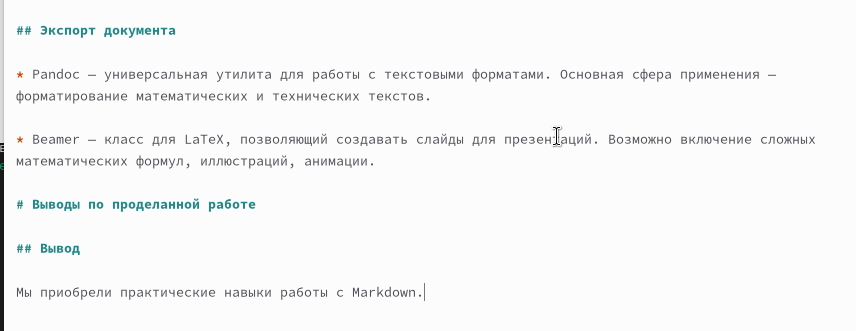 ## Экспорт документа
* Pandoc — универсальная утилита для работы с текстовыми форматами. Основная сфера применения —
форматирование математических и технических текстов.
* Beamer — класс для LaTeX, позволяющий создавать слайды для презентаций. Возможно включение сложных
математических формул, иллюстраций, анимации.
# Выводы по проделанной работе
## Вывод
Мы приобрели практические навыки работы с Markdown.